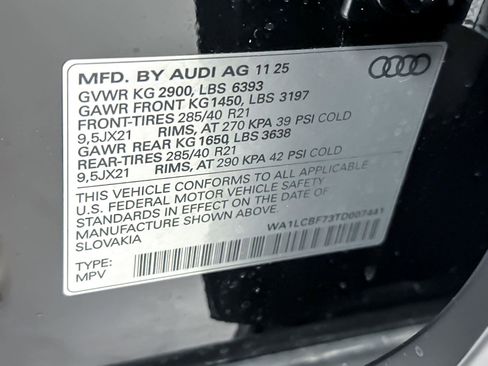 MFD. BY AUDI AG 11 25
GVWR KG 2900, LBS 6393
GAWR FRONT KG1450, LBS 3197
FRONT-TIRES 285/40 R21
9,5JX21 RIMS, AT 270 KPA 39 PSI COLD
GAWR REAR KG 1650, LBS 3638
REAR-TIRES 285/40 R21
9,5JX21 RIMS, AT 290 KPA 42 PSI COLD
THIS VEHICLE CONFORMS TO ALL APPLICABLE
U.S. FEDERAL MOTOR VEHICLE SAFETY
STANDARDS IN EFFECT ON THE DATE OF
MANUFACTURE SHOWN ABOVE.
SLOVAKIA
WA1LCBF73TD007441
TYPE:
MPV